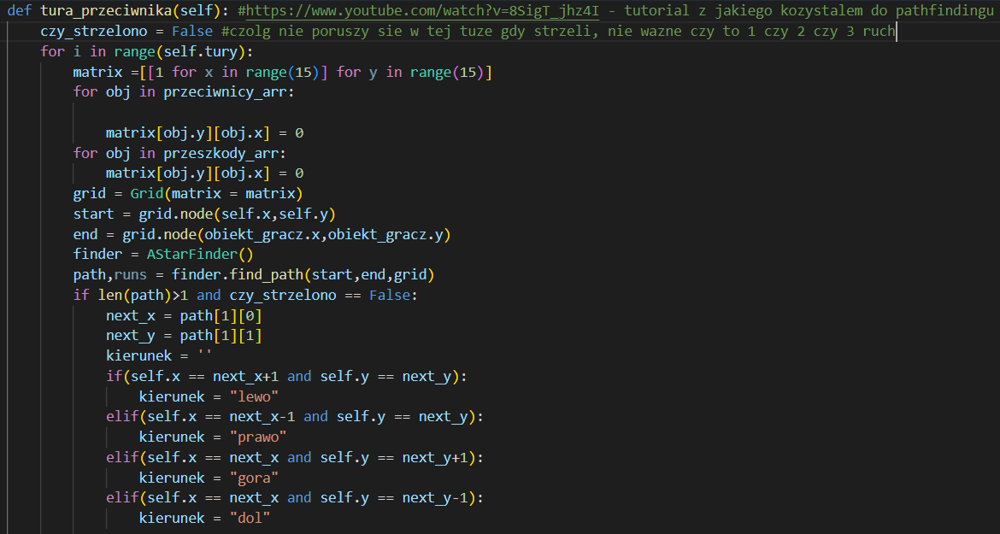 def tura_przeciwnika(self): #https://www.youtube.com/watch?v=8SigT_jhz4I - tutorial z jakiego kozystalem do pathfindingu
czy_strzelono = False #czolg nie poruszy sie w tej tuze gdy strzeli, nie wazne czy to 1 czy 2 czy 3 ruch
for i in range(self.tury):
matrix =[[1 for x in range(15)] for y in range(15)]
for obj in przeciwnicy_arr:
matrix[obj.y][obj.x] = 0
for obj in przeszkody_arr:
matrix[obj.y][obj.x] = 0
grid = Grid(matrix = matrix)
start = grid.node(self.x,self.y)
end = grid.node(obiekt_gracz.x,obiekt_gracz.y)
finder = AStarFinder()
path,runs = finder.find_path(start,end,grid)
if len(path)>1 and czy_strzelono == False:
next_x = path[1][0]
next_y = path[1][1]
kierunek = ''
if(self.x == next_x+1 and self.y == next_y):
kierunek = "lewo"
elif(self.x == next_x-1 and self.y == next_y):
kierunek = "prawo"
elif(self.x == next_x and self.y == next_y+1):
kierunek = "gora"
elif(self.x == next_x and self.y == next_y-1):
kierunek = "dol"